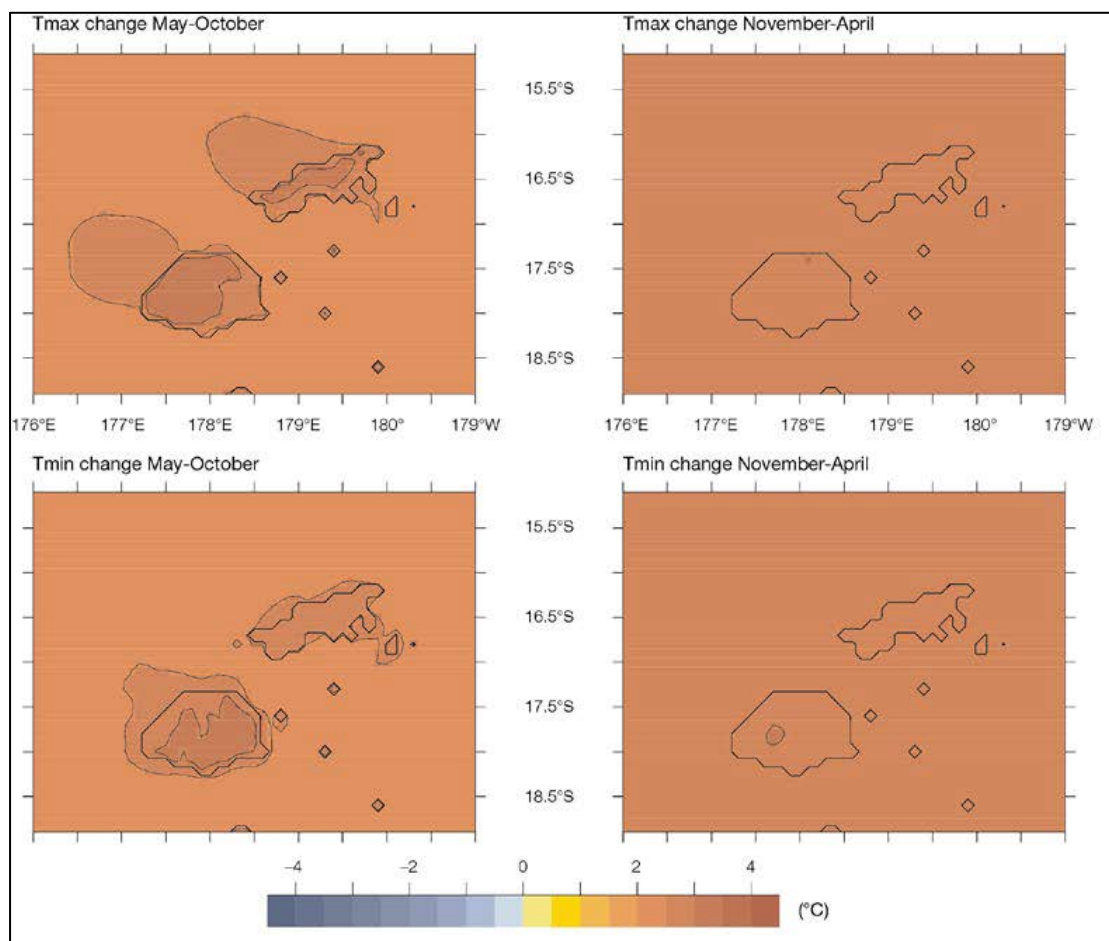 Tmax change May-October
Tmax change November-April
15.5°S
16.5°S
17.5°S
18.5°S
176°E 177°E 178°E 179°E 180° 179°W
176°E 177°E 178°E 179°E 180° 179°W
Tmin change May-October
Tmin change November-April
15.5°S
16.5°S
17.5°S
18.5°S
−4 −2 0 2 4
(°C)